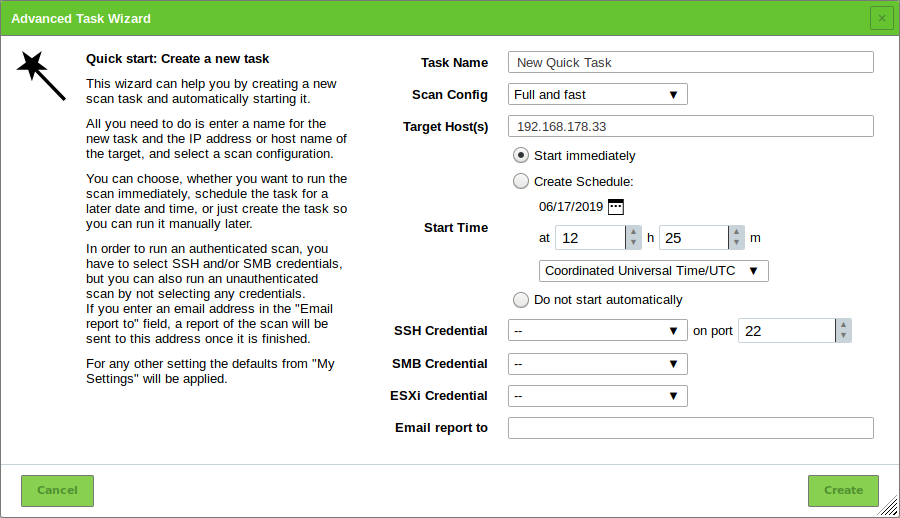 Advanced Task Wizard
×
Quick start: Create a new task
This wizard can help you by creating a new
scan task and automatically starting it.
All you need to do is enter a name for the
new task and the IP address or host name of
the target, and select a scan configuration.
You can choose, whether you want to run the
scan immediately, schedule the task for a
later date and time, or just create the task so
you can run it manually later.
In order to run an authenticated scan, you
have to select SSH and/or SMB credentials,
but you can also run an unauthenticated
scan by not selecting any credentials.
If you enter an email address in the "Email
report to" field, a report of the scan will be
sent to this address once it is finished.
For any other setting the defaults from "My
Settings" will be applied.
Task Name New Quick Task
Scan Config Full and fast ▼
Target Host(s) 192.168.178.33
Start immediately
Create Schedule:
06/17/2019
Start Time
at 12 h 25 m
Coordinated Universal Time/UTC ▼
Do not start automatically
SSH Credential -- ▼ on port 22
SMB Credential -- ▼
ESXi Credential -- ▼
Email report to
Cancel Create